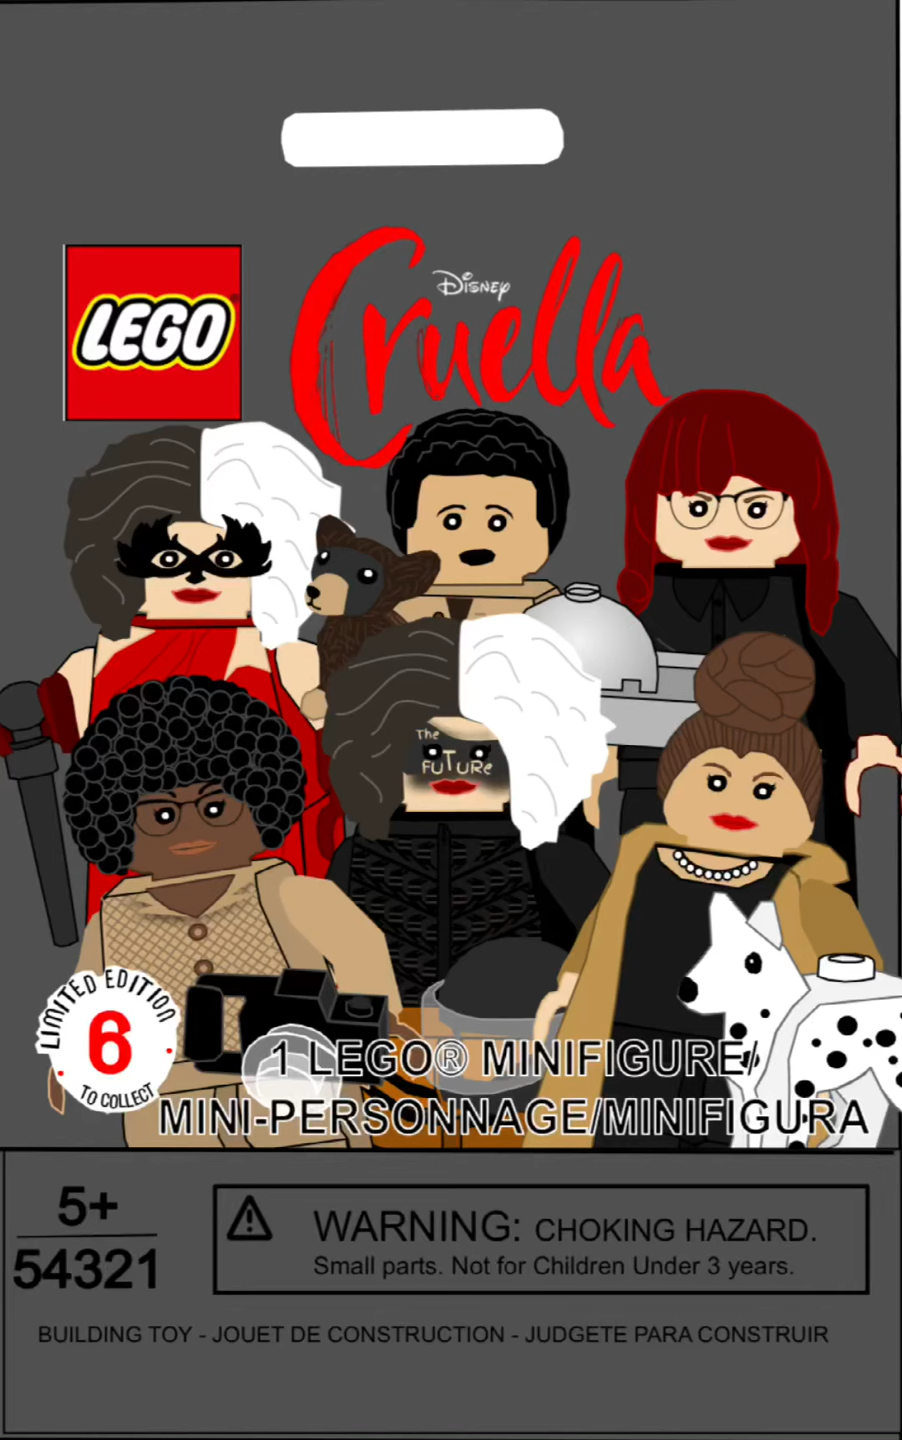 LEGO
Disney
Cruella
The
FUTURe
LIMITED EDITION
6
TO COLLECT
1 LEGO® MINIFIGURE/
MINI-PERSONNAGE/MINIFIGURA
5+
54321
WARNING: CHOKING HAZARD.
Small parts. Not for Children Under 3 years.
BUILDING TOY - JOUET DE CONSTRUCTION - JUDGETE PARA CONSTRUIR